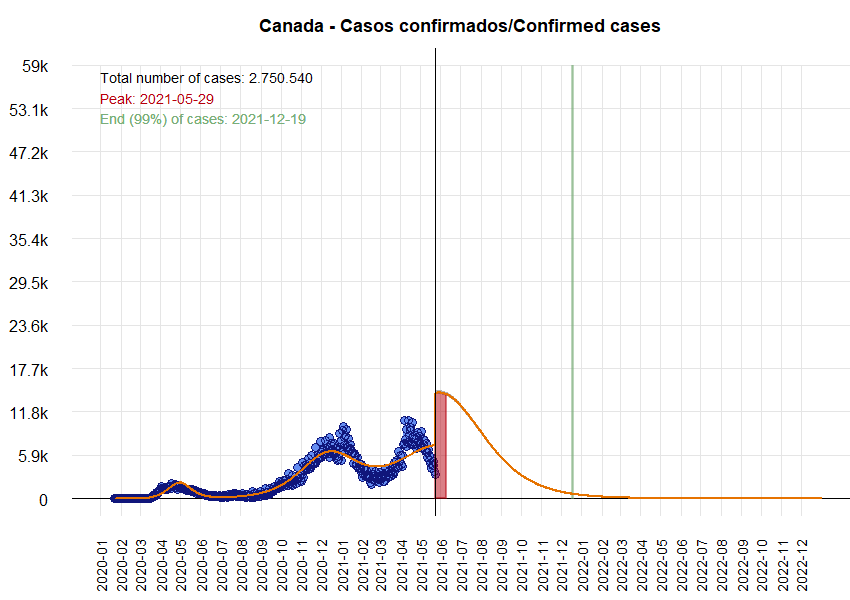 Canada - Casos confirmados/Confirmed cases
Total number of cases: 2.750.540
Peak: 2021-05-29
End (99%) of cases: 2021-12-19
59k
53.1k
47.2k
41.3k
35.4k
29.5k
23.6k
17.7k
11.8k
5.9k
0
2020-01
2020-02
2020-03
2020-04
2020-05
2020-06
2020-07
2020-08
2020-09
2020-10
2020-11
2020-12
2021-01
2021-02
2021-03
2021-04
2021-05
2021-06
2021-07
2021-08
2021-09
2021-10
2021-11
2021-12
2022-01
2022-02
2022-03
2022-04
2022-05
2022-06
2022-07
2022-08
2022-09
2022-10
2022-11
2022-12